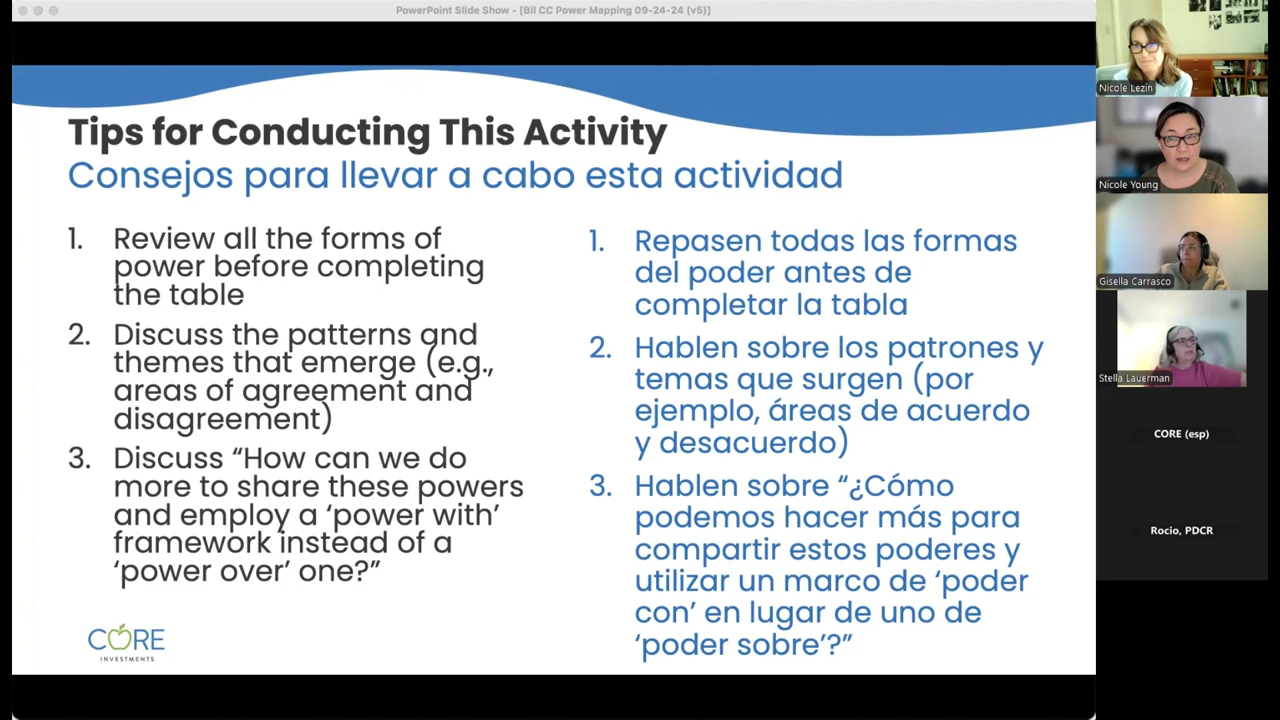 PowerPoint Slide Show - [Bil CC Power Mapping 09-24-24 (v5)]
Tips for Conducting This Activity
Consejos para llevar a cabo esta actividad
1. Review all the forms of
power before completing
the table
2. Discuss the patterns and
themes that emerge (e.g.,
areas of agreement and
disagreement)
3. Discuss “How can we do
more to share these powers
and employ a ‘power with’
framework instead of a
‘power over’ one?”
1. Repasen todas las formas
del poder antes de
completar la tabla
2. Hablen sobre los patrones y
temas que surgen (por
ejemplo, áreas de acuerdo
y desacuerdo)
3. Hablen sobre “¿Cómo
podemos hacer más para
compartir estos poderes y
utilizar un marco de ‘poder
con’ en lugar de uno de
‘poder sobre’?”
CORE
INVESTMENTS
Nicole Lezin
Nicole Young
Gisella Carrasco
Stella Lauerman
CORE (esp)
Rocio, PDCR